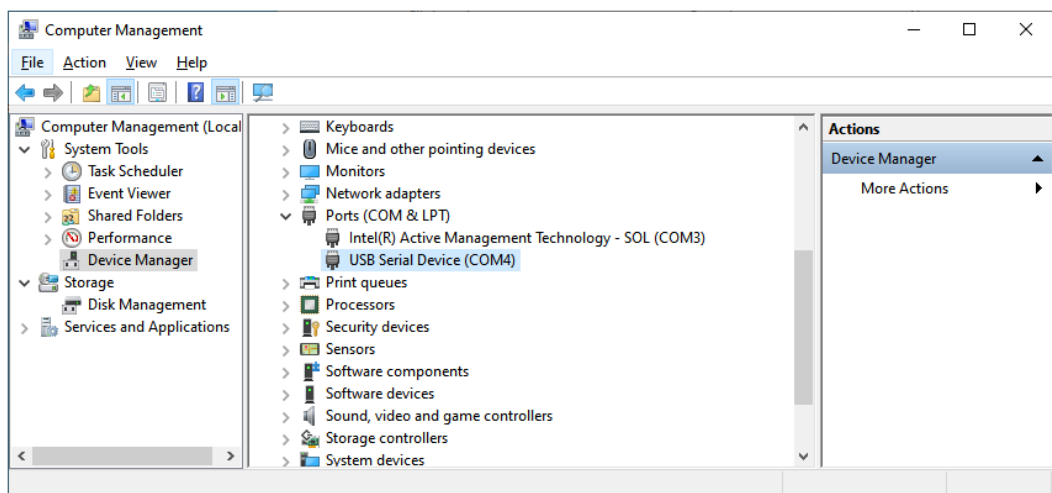 Computer Management
File Action View Help
Computer Management (Local
System Tools
Task Scheduler
Event Viewer
Shared Folders
Performance
Device Manager
Storage
Disk Management
Services and Applications
Keyboards
Mice and other pointing devices
Monitors
Network adapters
Ports (COM & LPT)
Intel(R) Active Management Technology - SOL (COM3)
USB Serial Device (COM4)
Print queues
Processors
Security devices
Sensors
Software components
Software devices
Sound, video and game controllers
Storage controllers
System devices
Actions
Device Manager
More Actions